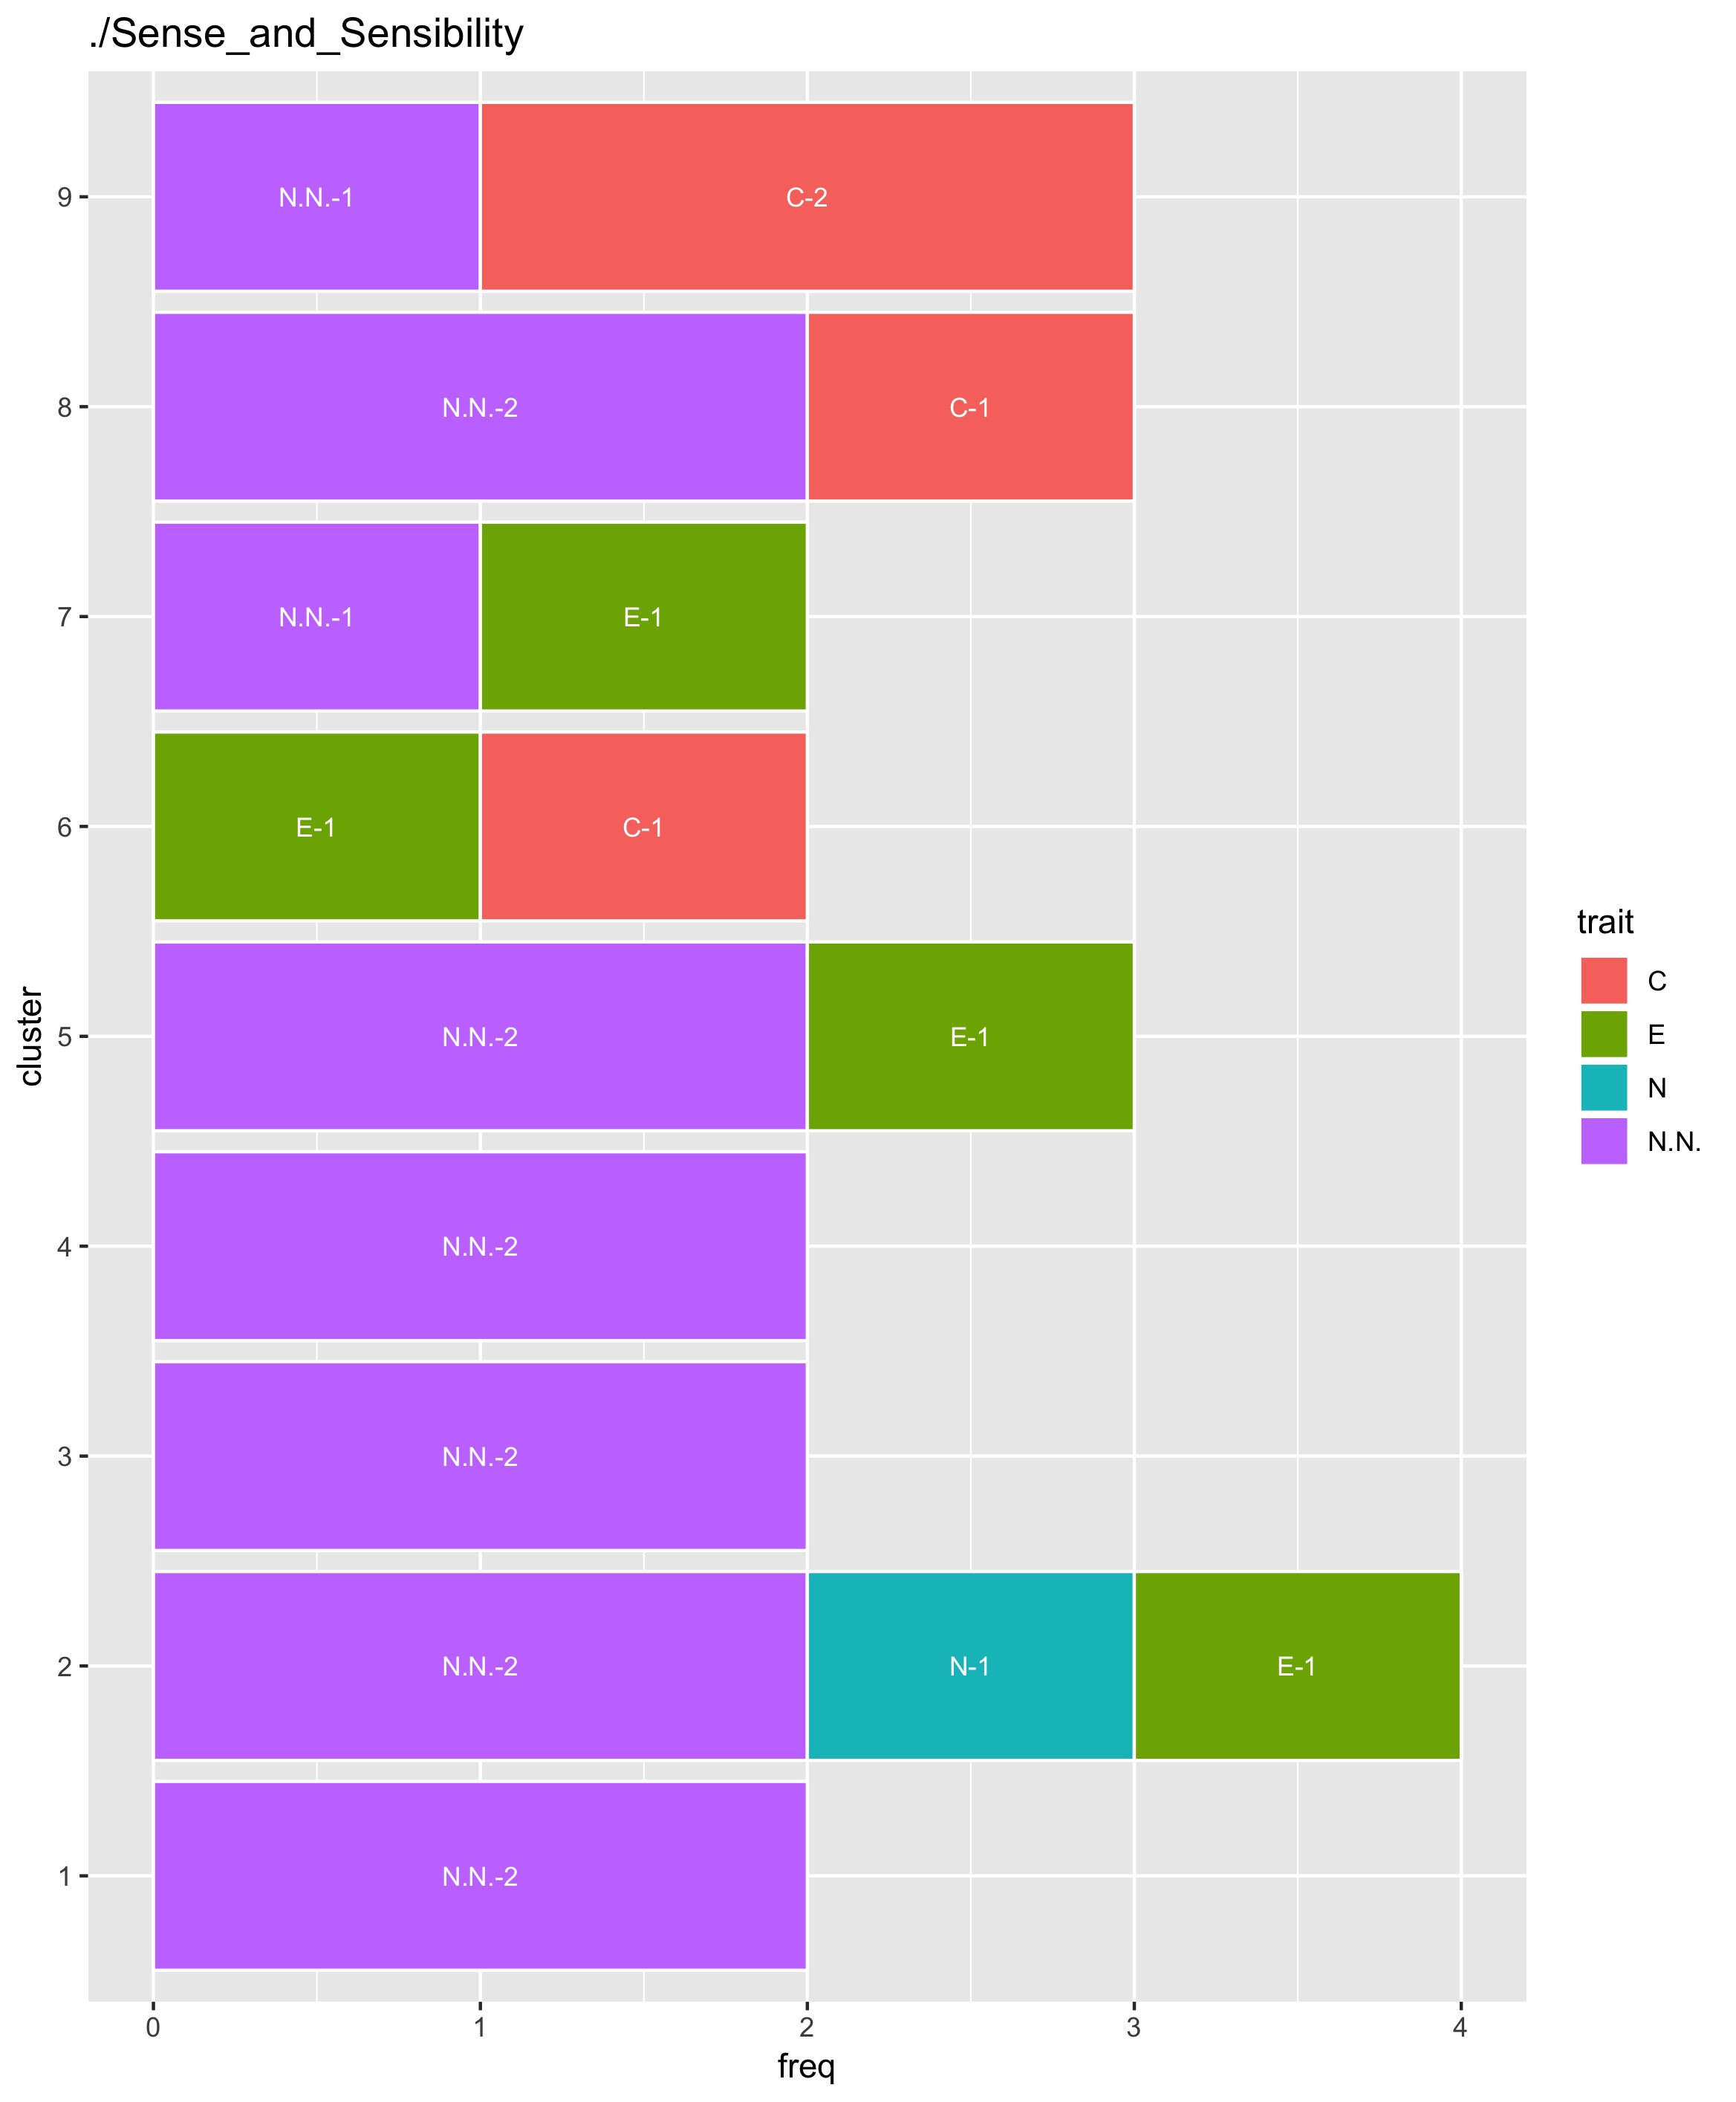 ./Sense_and_Sensibility
9
N.N.-1
C-2
8
N.N.-2
C-1
7
N.N.-1
E-1
6
E-1
C-1
5
N.N.-2
E-1
4
N.N.-2
3
N.N.-2
2
N.N.-2
N-1
E-1
1
N.N.-2
0
1
2
3
4
freq
cluster
trait
C
E
N
N.N.